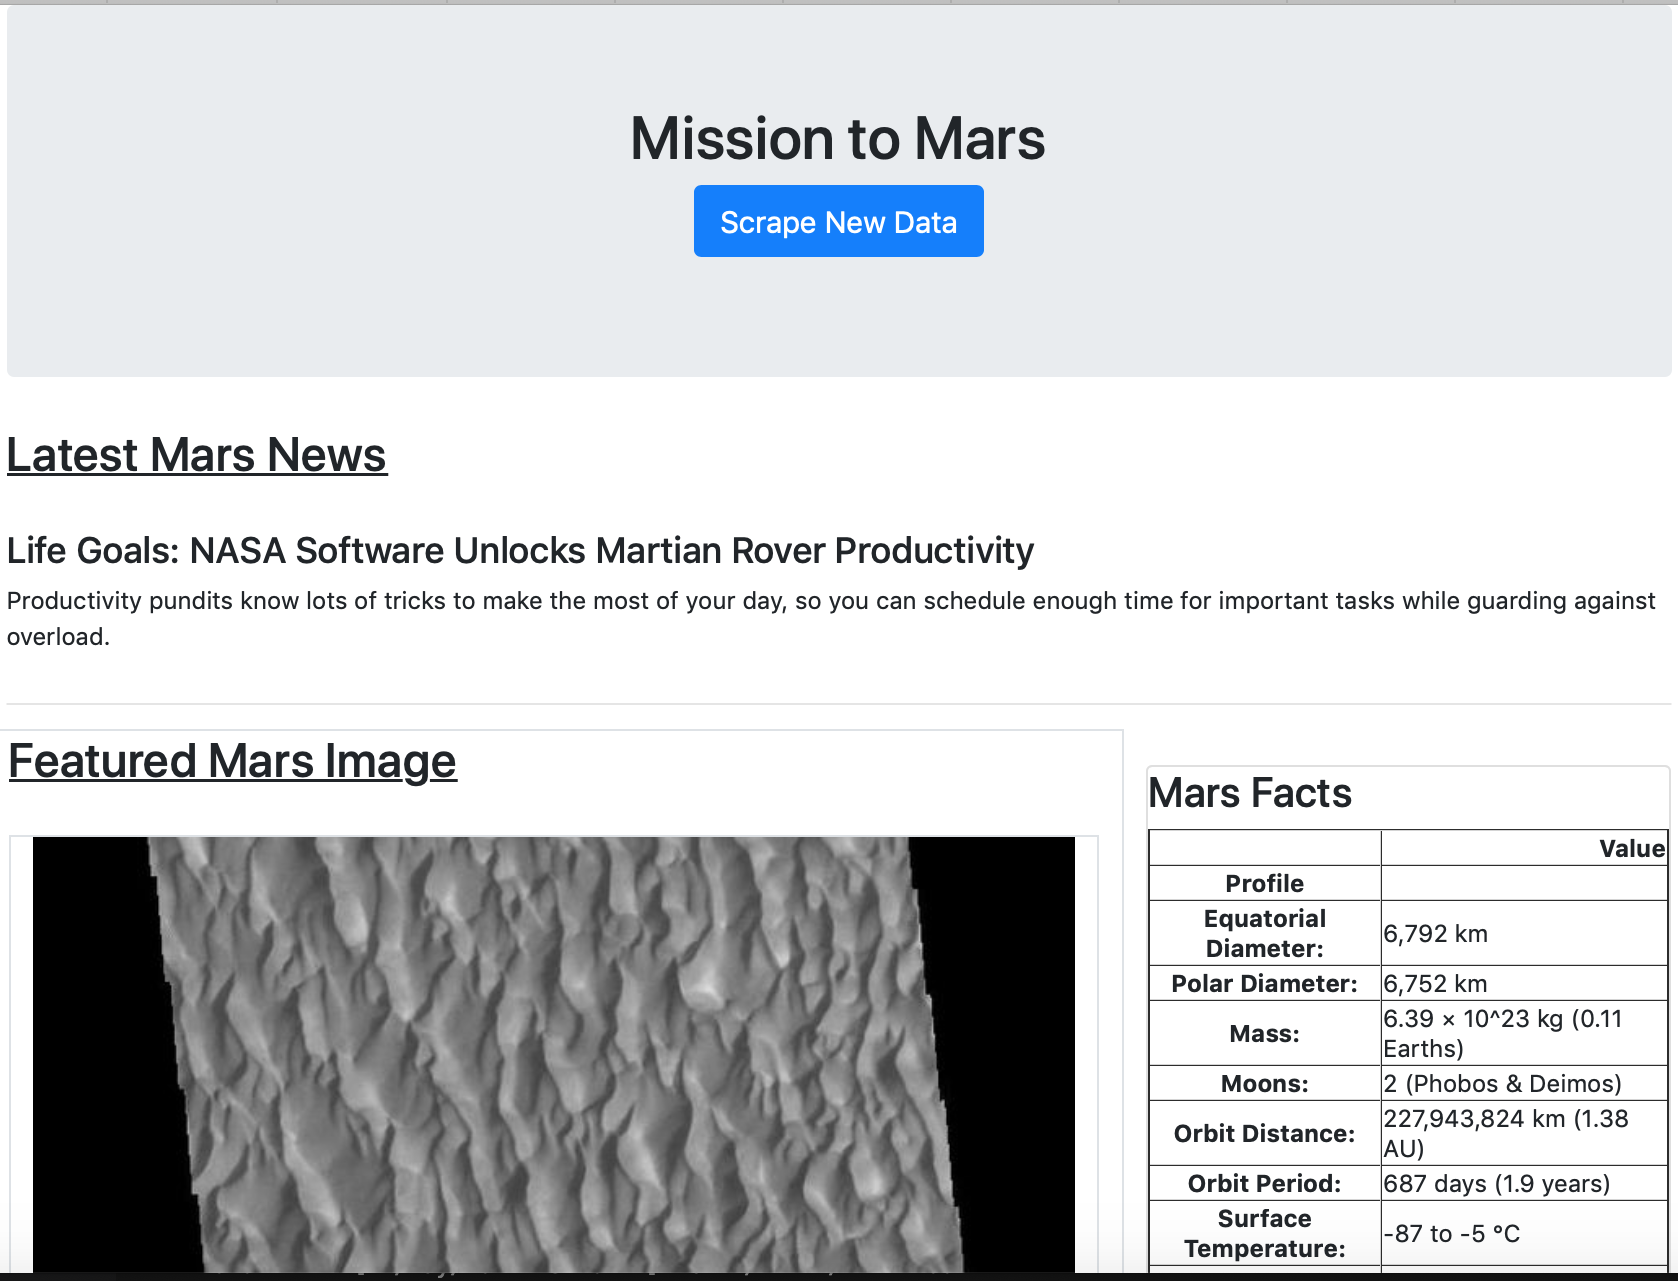 Mission to Mars
Scrape New Data
Latest Mars News
Life Goals: NASA Software Unlocks Martian Rover Productivity
Productivity pundits know lots of tricks to make the most of your day, so you can schedule enough time for important tasks while guarding against
overload.
Featured Mars Image
Mars Facts
Value
Profile
Equatorial
Diameter:
6,792 km
Polar Diameter:
6,752 km
Mass:
6.39 × 10^23 kg (0.11
Earths)
Moons:
2 (Phobos & Deimos)
Orbit Distance:
227,943,824 km (1.38
AU)
Orbit Period:
687 days (1.9 years)
Surface
Temperature:
-87 to -5 °C